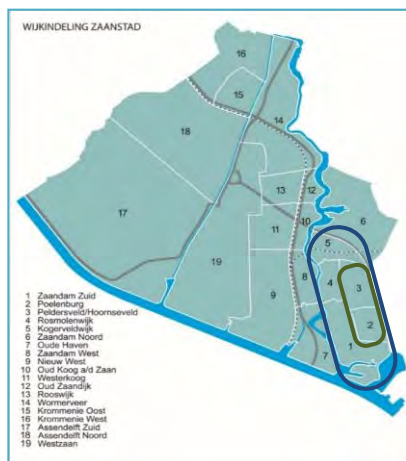 WIJKINDELING ZAANSTAD
16
15
14
18
13
12
17
11
10
6
19
5
8
4
3
9
2
1
7
1 Zaandam Zuid
2 Poelenburg
3 Peldersveld/Hoornseveld
4 Rosmolenwijk
5 Kogerveldwijk
6 Zaandam Noord
7 Oude Haven
8 Zaandam West
9 Nieuw West
10 Oud Koog a/d Zaan
11 Westerkoog
12 Oud Zaandijk
13 Rooswijk
14 Wormerveer
15 Krommenie Oost
16 Krommenie West
17 Assendelft Zuid
18 Assendelft Noord
19 Westzaan